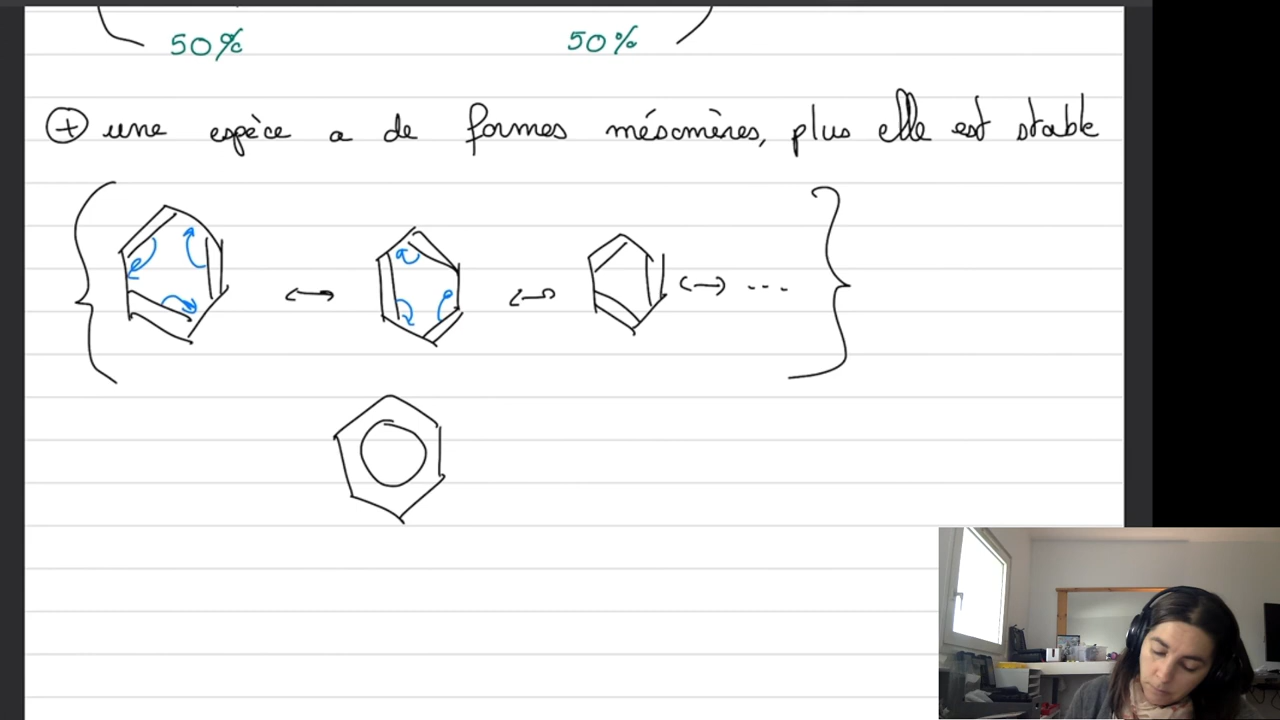 50% 50%
⊕ une espèce a de formes mésomères, plus elle est stable
↔ ↔ ↔ ...